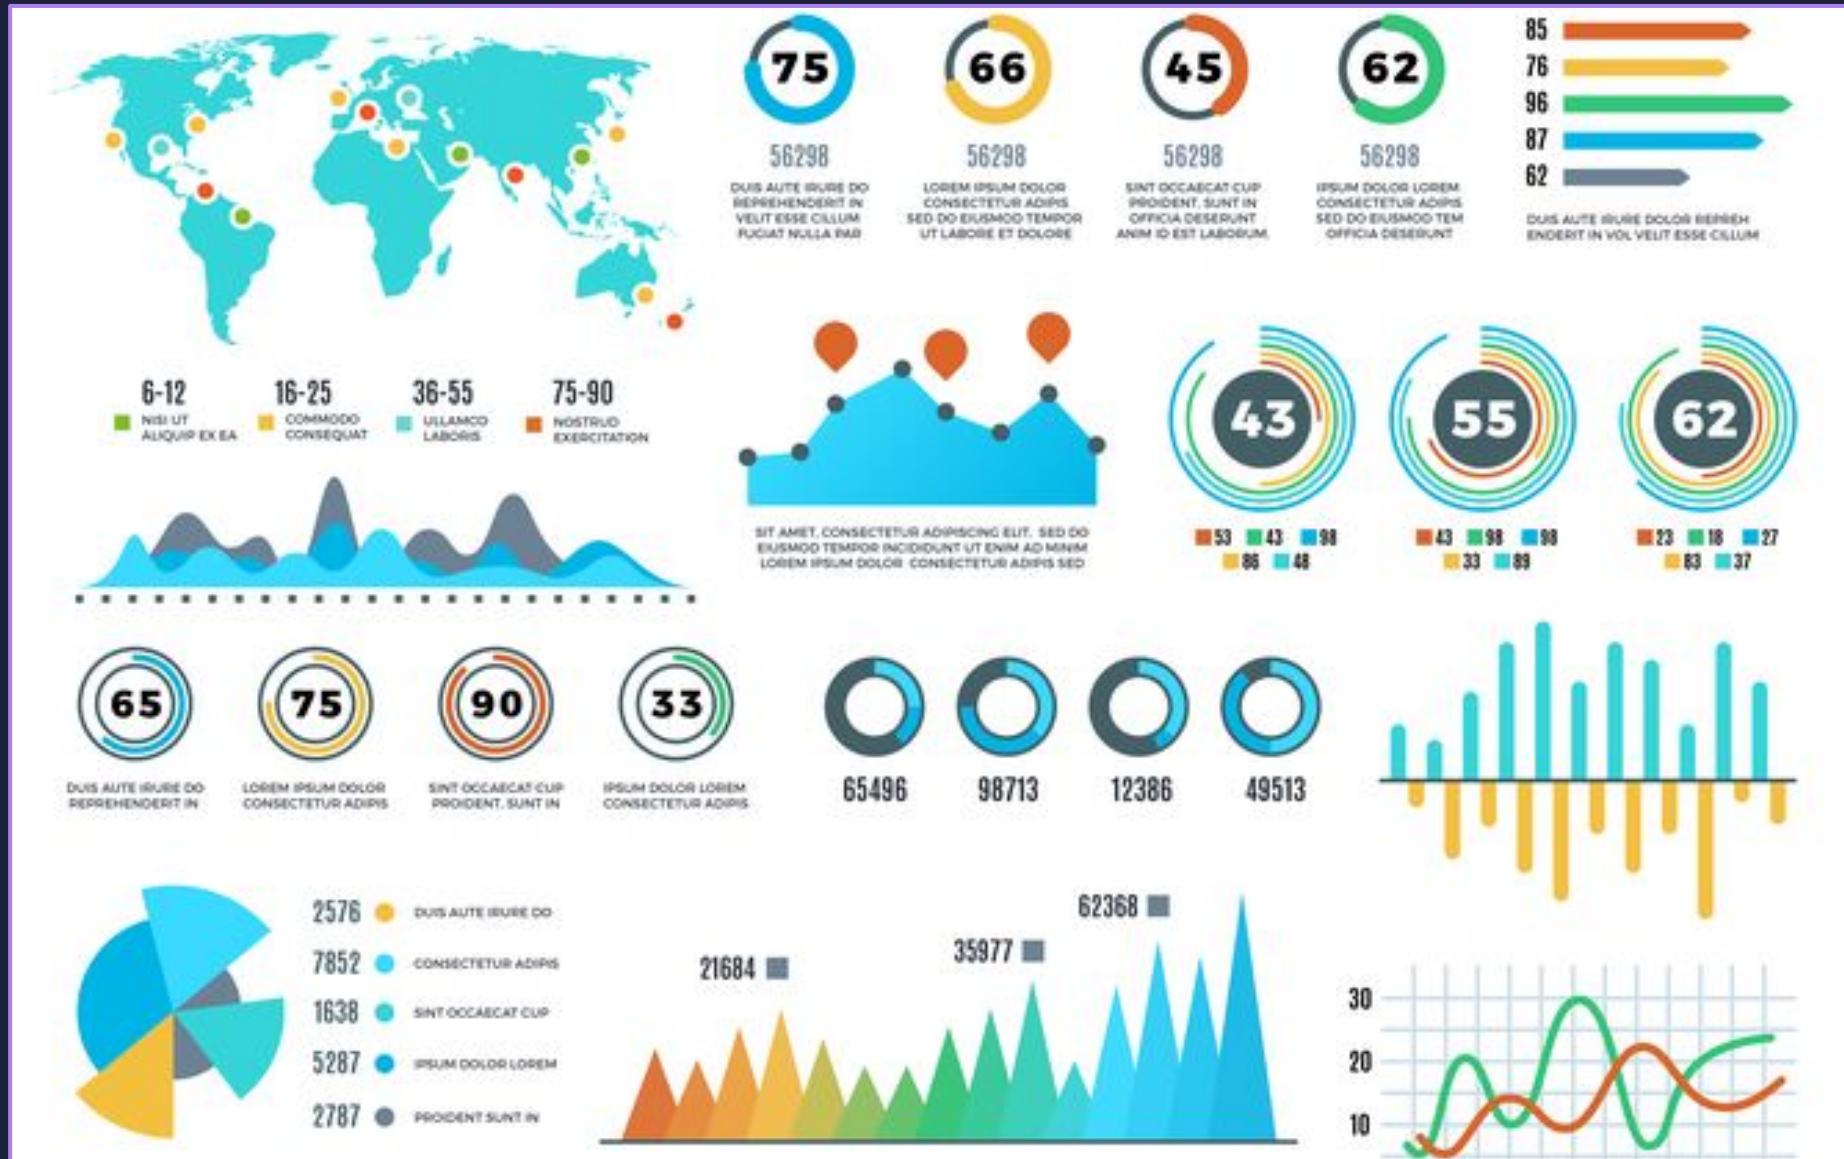 75
56298
DUIS AUTE IRURE DO
REPREHENDERIT IN
VELIT ESSE CILLUM
FUGIAT NULLA PAR
66
56298
LOREM IPSUM DOLOR
CONSECTETUR ADIPIS
SED DO EIUSMOD TEMPOR
UT LABORE ET DOLORE
45
56298
SINT OCCAECAT CUP
PROIDENT, SUNT IN
OFFICIA DESERUNT
ANIM ID EST LABORUM.
62
56298
IPSUM DOLOR LOREM
CONSECTETUR ADIPIS
SED DO EIUSMOD TEM
OFFICIA DESERUNT
85
76
96
87
62
DUIS AUTE IRURE DOLOR REPREH
ENDERIT IN VOL VELIT ESSE CILLUM
6-12
NISI UT
ALIQUIP EX EA
16-25
COMMODO
CONSEQUAT
36-55
ULLAMCO
LABORIS
75-90
NOSTRUD
EXERCITATION
SIT AMET, CONSECTETUR ADIPISCING ELIT, SED DO
EIUSMOD TEMPOR INCIDIDUNT UT ENIM AD MINIM
LOREM IPSUM DOLOR CONSECTETUR ADIPIS SED
43
53 43 98
86 48
55
43 98 98
33 89
62
23 18 27
83 37
65
DUIS AUTE IRURE DO
REPREHENDERIT IN
75
LOREM IPSUM DOLOR
CONSECTETUR ADIPIS
90
SINT OCCAECAT CUP
PROIDENT, SUNT IN
33
IPSUM DOLOR LOREM
CONSECTETUR ADIPIS
65496
98713
12386
49513
2576 DUIS AUTE IRURE DO
7852 CONSECTETUR ADIPIS
1638 SINT OCCAECAT CUP
5287 IPSUM DOLOR LOREM
2787 PROIDENT SUNT IN
21684
35977
62368
30
20
10